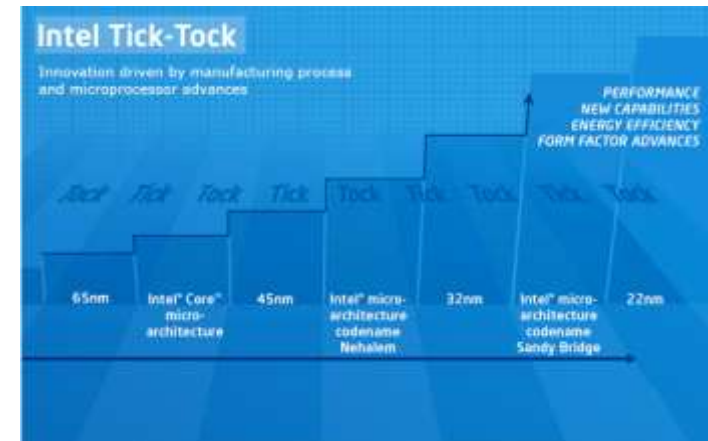 Intel Tick-Tock
Innovation driven by manufacturing process
and microprocessor advances
PERFORMANCE
NEW CAPABILITIES
ENERGY EFFICIENCY
FORM FACTOR ADVANCES
Tick Tock Tick Tock Tick Tock Tick Tock
65nm
Intel® Core™
micro-
architecture
45nm
Intel® micro-
architecture
codename
Nehalem
32nm
Intel® micro-
architecture
codename
Sandy Bridge
22nm